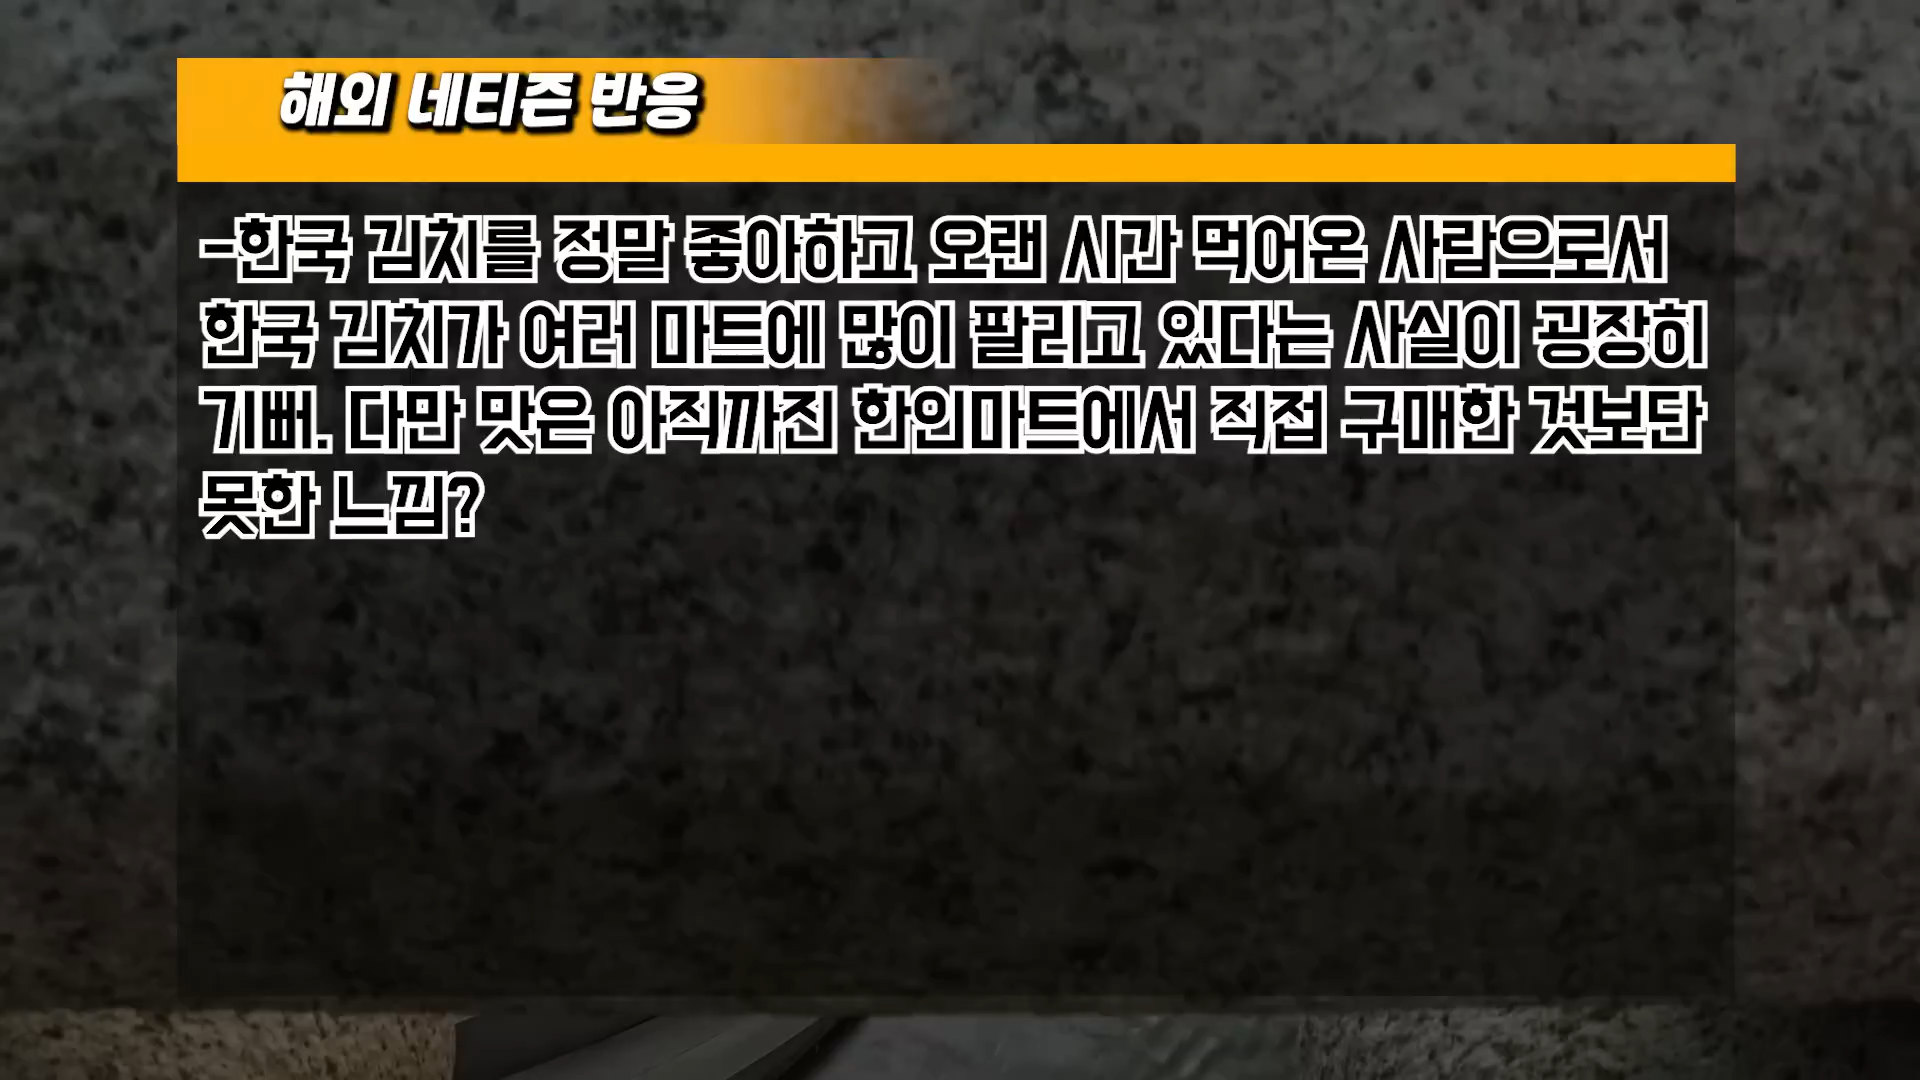 해외 네티즌 반응
-한국 김치를 정말 좋아하고 오랜 시간 먹어온 사람으로서
한국 김치가 여러 마트에 많이 팔리고 있다는 사실이 굉장히
기뻐. 다만 맛은 아직까진 한인마트에서 직접 구매한 것보단
못한 느낌?